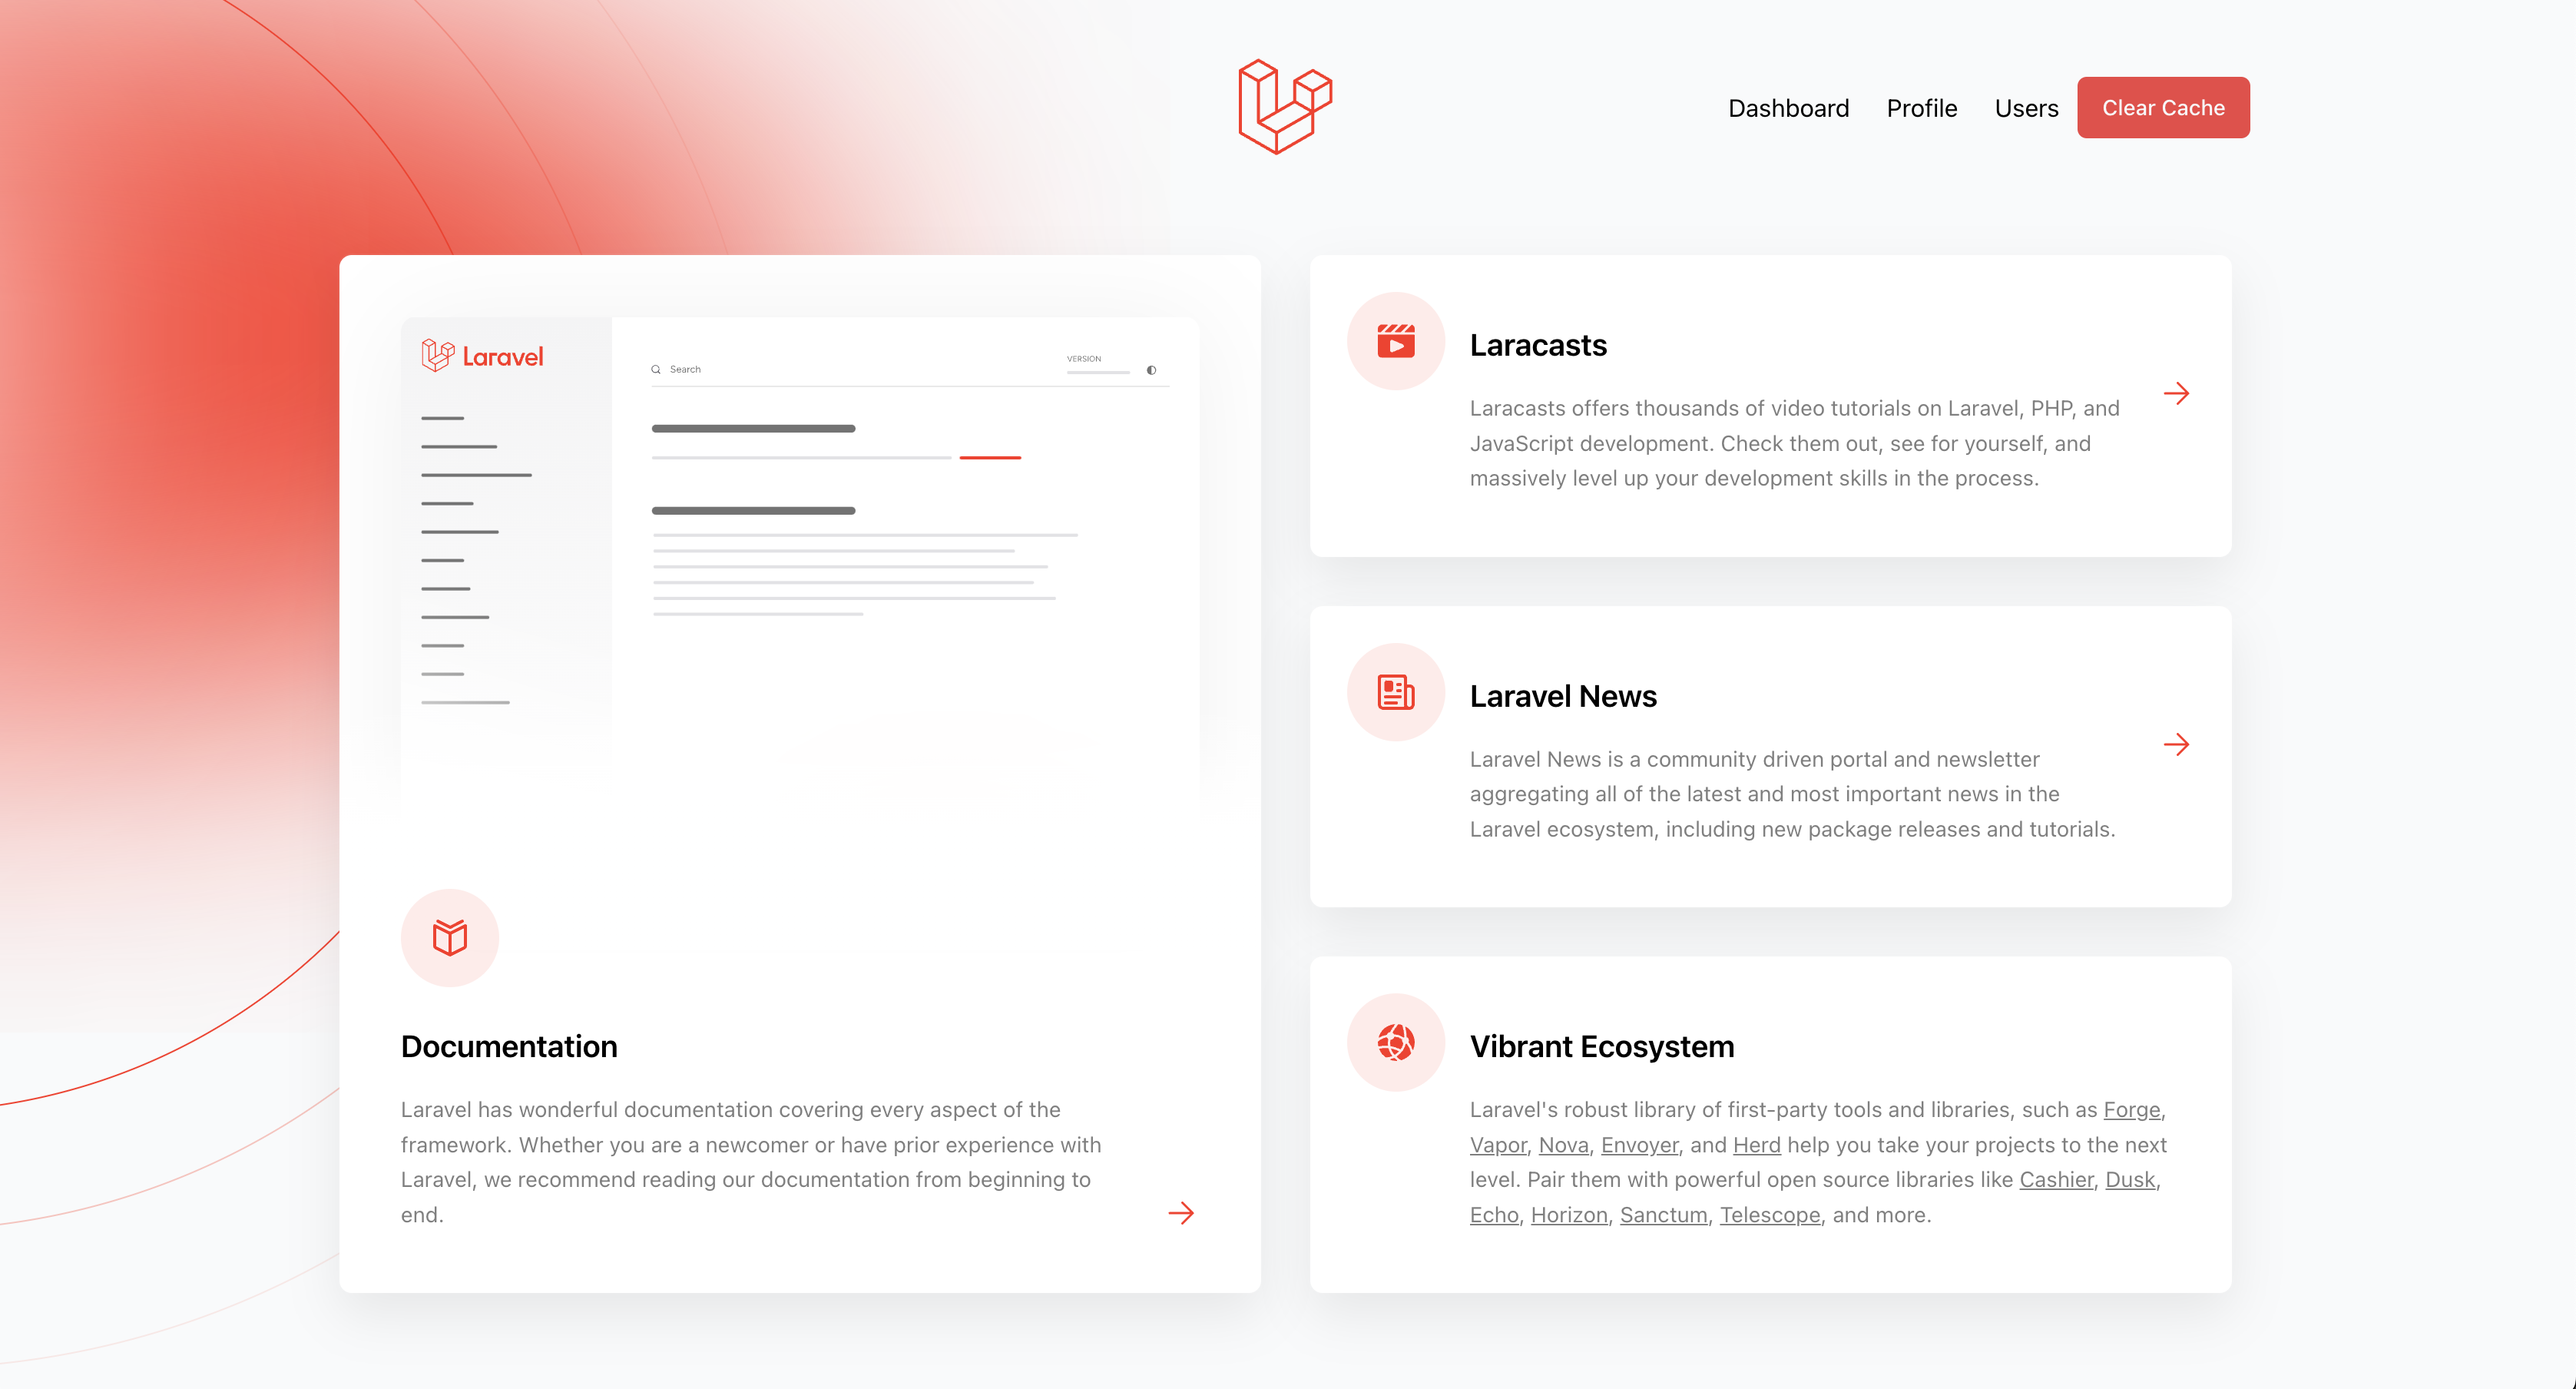 Dashboard Profile Users Clear Cache
Laravel
Search
VERSION
Documentation
Laravel has wonderful documentation covering every aspect of the
framework. Whether you are a newcomer or have prior experience with
Laravel, we recommend reading our documentation from beginning to
end.
Laracasts
Laracasts offers thousands of video tutorials on Laravel, PHP, and
JavaScript development. Check them out, see for yourself, and
massively level up your development skills in the process.
Laravel News
Laravel News is a community driven portal and newsletter
aggregating all of the latest and most important news in the
Laravel ecosystem, including new package releases and tutorials.
Vibrant Ecosystem
Laravel's robust library of first-party tools and libraries, such as Forge,
Vapor, Nova, Envoyer, and Herd help you take your projects to the next
level. Pair them with powerful open source libraries like Cashier, Dusk,
Echo, Horizon, Sanctum, Telescope, and more.